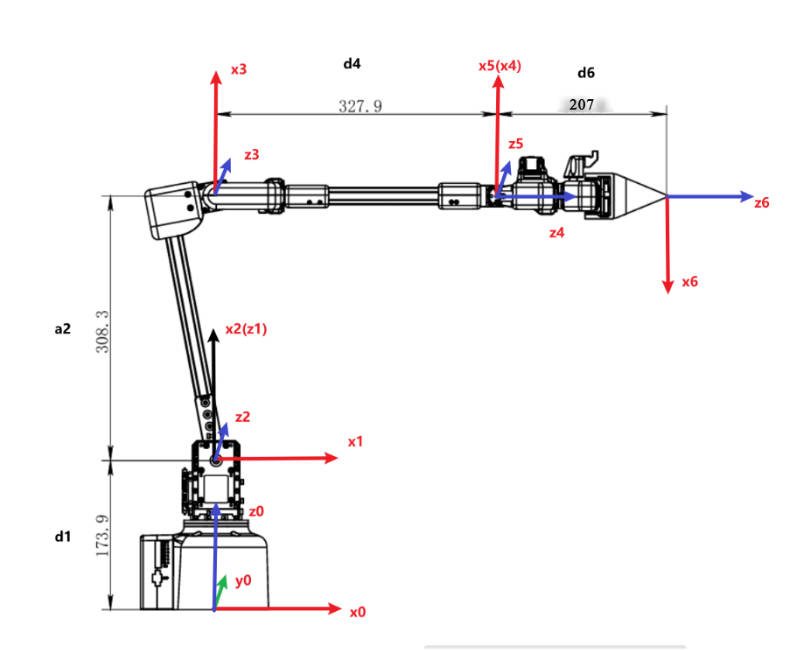 d4
x3
x5(x4)
d6
327.9
207
z3
z5
z4
z6
x6
a2
308.3
x2(z1)
z2
x1
d1
173.9
z0
y0
x0